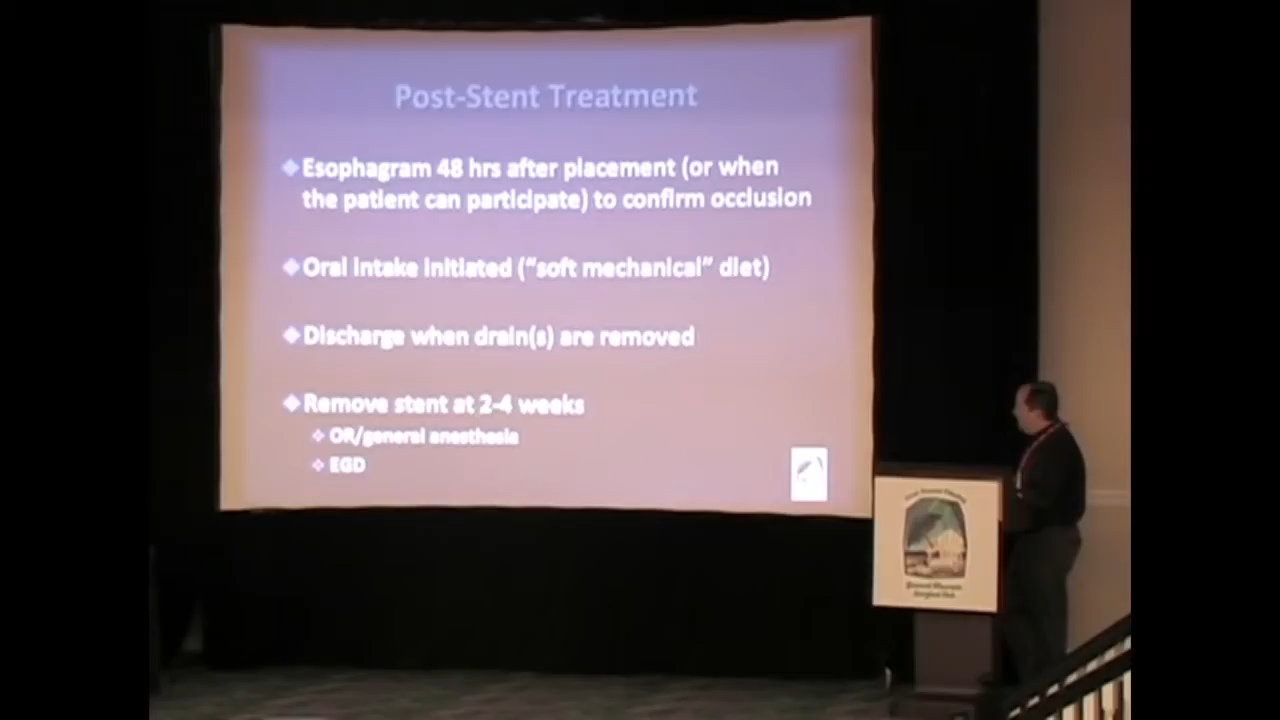 Post-Stent Treatment
Esophagram 48 hrs after placement (or when
the patient can participate) to confirm occlusion
Oral intake initiated ("soft mechanical" diet)
Discharge when drain(s) are removed
Remove stent at 2-4 weeks
OR/general anesthesia
EGD